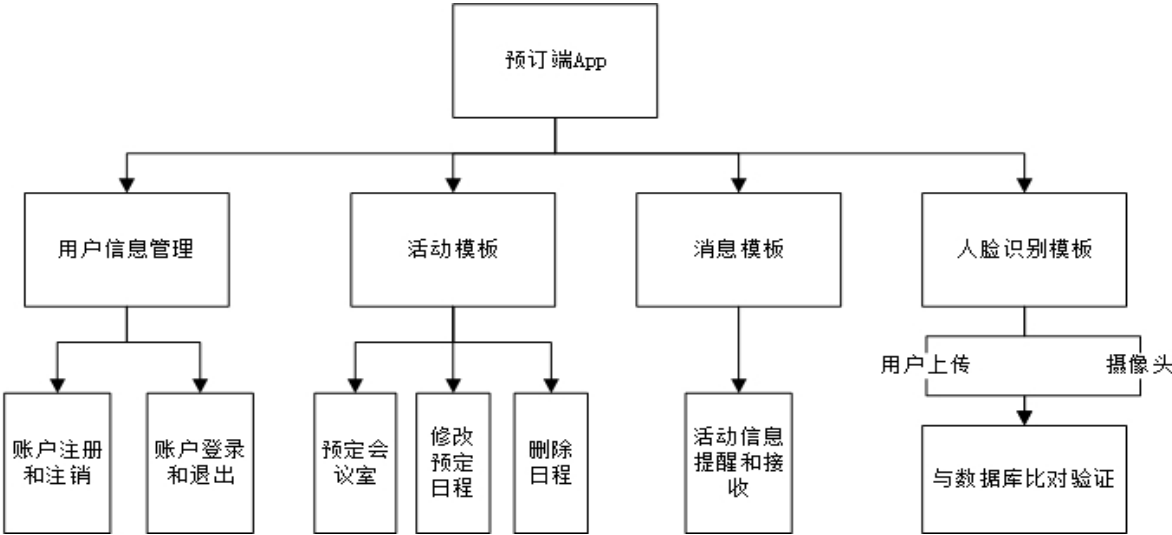 预订端App
用户信息管理
活动模板
消息模板
人脸识别模板
用户上传
摄像头
账户注册
和注销
账户登录
和退出
预定会
议室
修改
预定
日程
删除
日程
活动信息
提醒和接
收
与数据库比对验证